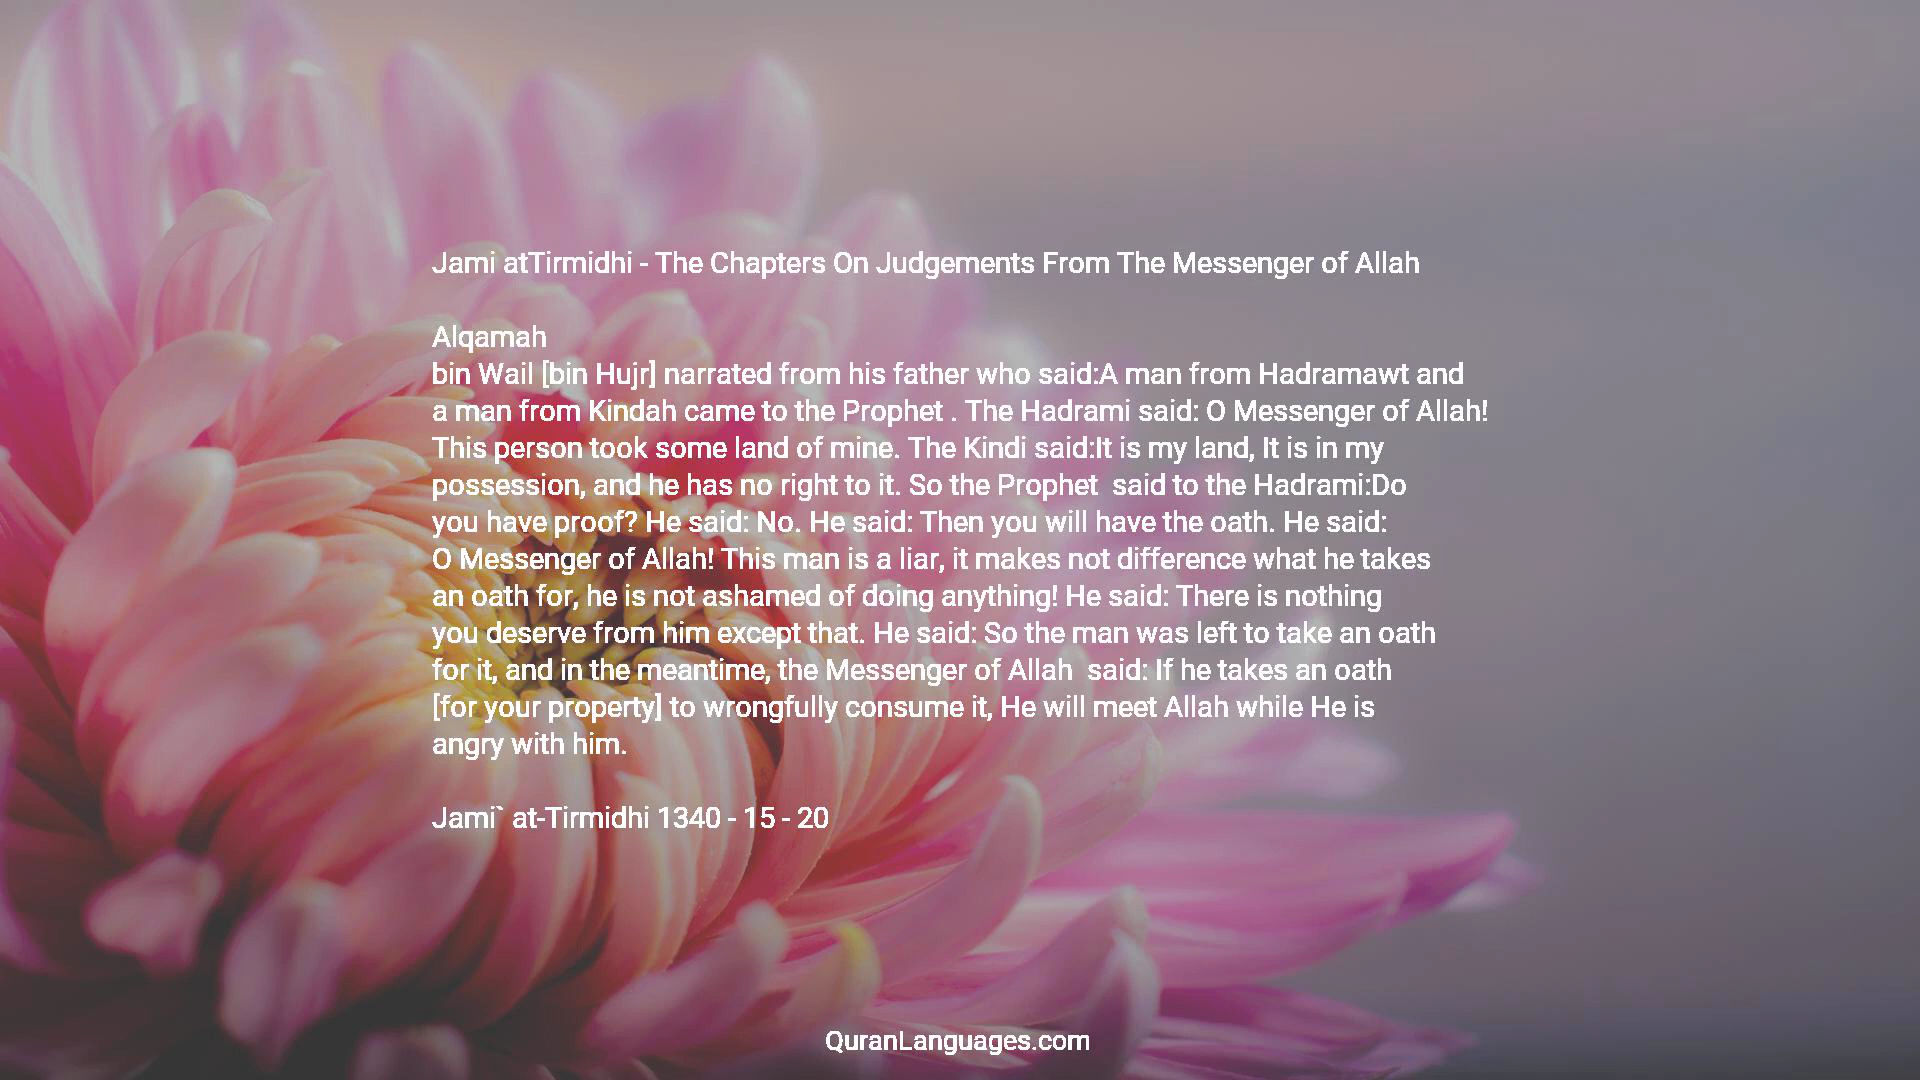 Jami atTirmidhi - The Chapters On Judgements From The Messenger of Allah
Alqamah
bin Wail [bin Hujr] narrated from his father who said:A man from Hadramawt and
a man from Kindah came to the Prophet . The Hadrami said: O Messenger of Allah!
This person took some land of mine. The Kindi said:It is my land, It is in my
possession, and he has no right to it. So the Prophet  said to the Hadrami:Do
you have proof? He said: No. He said: Then you will have the oath. He said:
O Messenger of Allah! This man is a liar, it makes not difference what he takes
an oath for, he is not ashamed of doing anything! He said: There is nothing
you deserve from him except that. He said: So the man was left to take an oath
for it, and in the meantime, the Messenger of Allah  said: If he takes an oath
[for your property] to wrongfully consume it, He will meet Allah while He is
angry with him.
Jami` at-Tirmidhi 1340 - 15 - 20
QuranLanguages.com